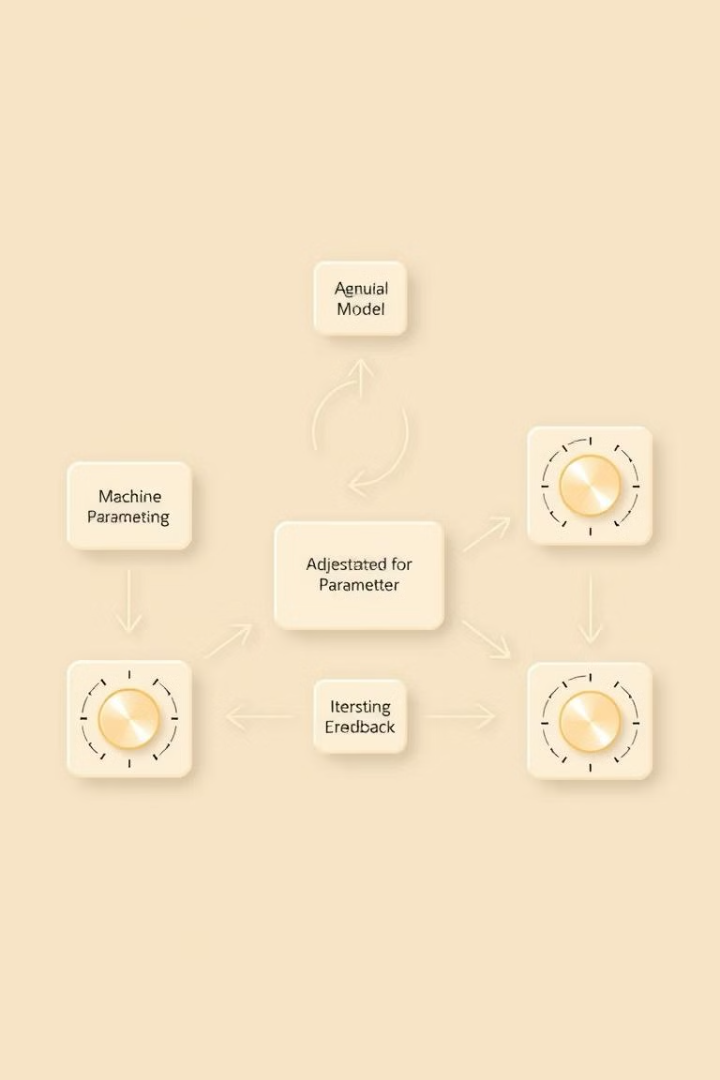 Agnuial
Model
Machine
Parameting
Adjestated for
Parametter
Itersting
Eredback